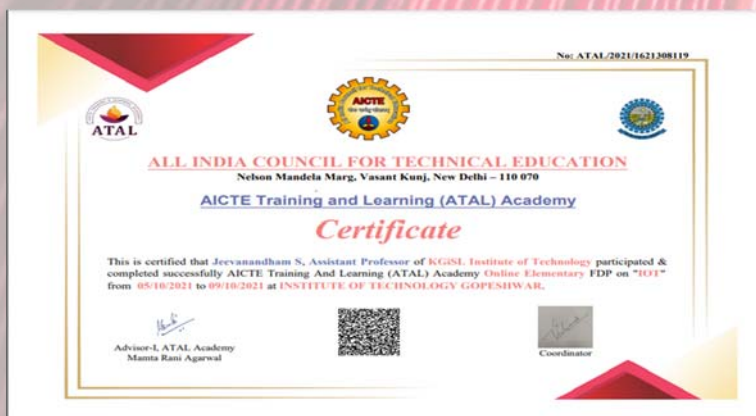 No: ATAL/2021/1621308119
ATAL
AICTE
ALL INDIA COUNCIL FOR TECHNICAL EDUCATION
Nelson Mandela Marg, Vasant Kunj, New Delhi – 110 070
AICTE Training and Learning (ATAL) Academy
Certificate
This is certified that Jeevanandham S, Assistant Professor of KGiSL Institute of Technology participated &
completed successfully AICTE Training And Learning (ATAL) Academy Online Elementary FDP on "IOT"
from 05/10/2021 to 09/10/2021 at INSTITUTE OF TECHNOLOGY GOPESHWAR.
Advisor-I, ATAL Academy
Mamta Rani Agarwal
Coordinator